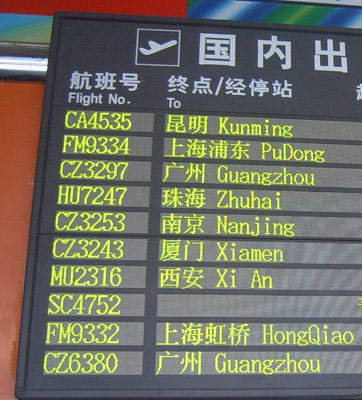 国内出
航班号 终点/经停站
Flight No. To
CA4535 昆明 Kunming
FM9334 上海浦东 PuDong
CZ3297 广州 Guangzhou
HU7247 珠海 Zhuhai
CZ3253 南京 Nanjing
CZ3243 厦门 Xiamen
MU2316 西安 Xi An
SC4752
FM9332 上海虹桥 HongQiao
CZ6380 广州 Guangzhou